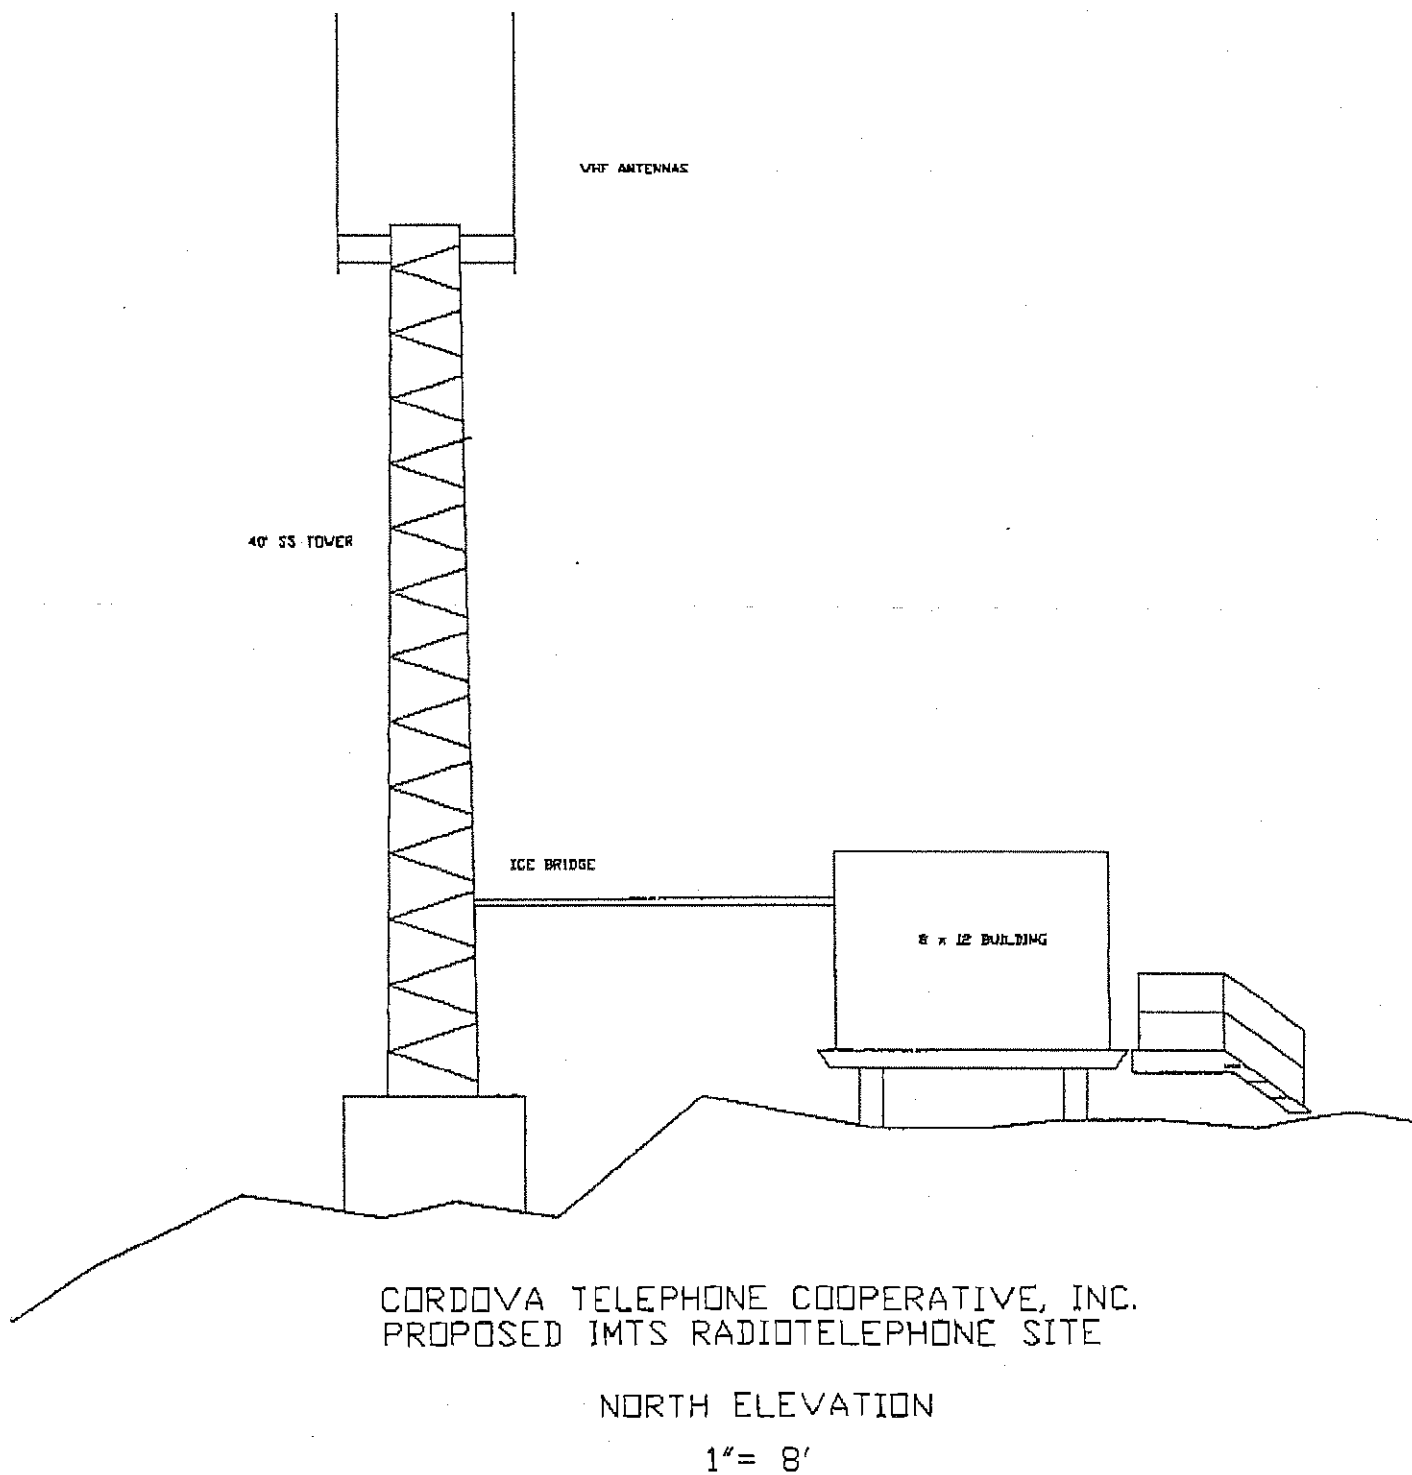 VHF ANTENNAS
40' SS TOWER
ICE BRIDGE
8 x 12 BUILDING
CORDOVA TELEPHONE COOPERATIVE, INC.
PROPOSED IMTS RADIOTELEPHONE SITE
NORTH ELEVATION
1"= 8'